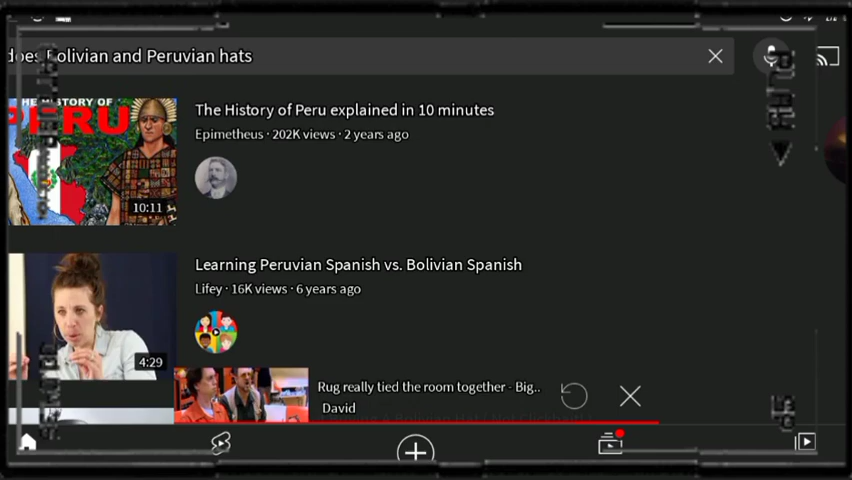 does Bolivian and Peruvian hats
THE HISTORY OF
PERU
10:11
The History of Peru explained in 10 minutes
Epimetheus · 202K views · 2 years ago
4:29
Learning Peruvian Spanish vs. Bolivian Spanish
Lifey · 16K views · 6 years ago
Rug really tied the room together - Big..
David